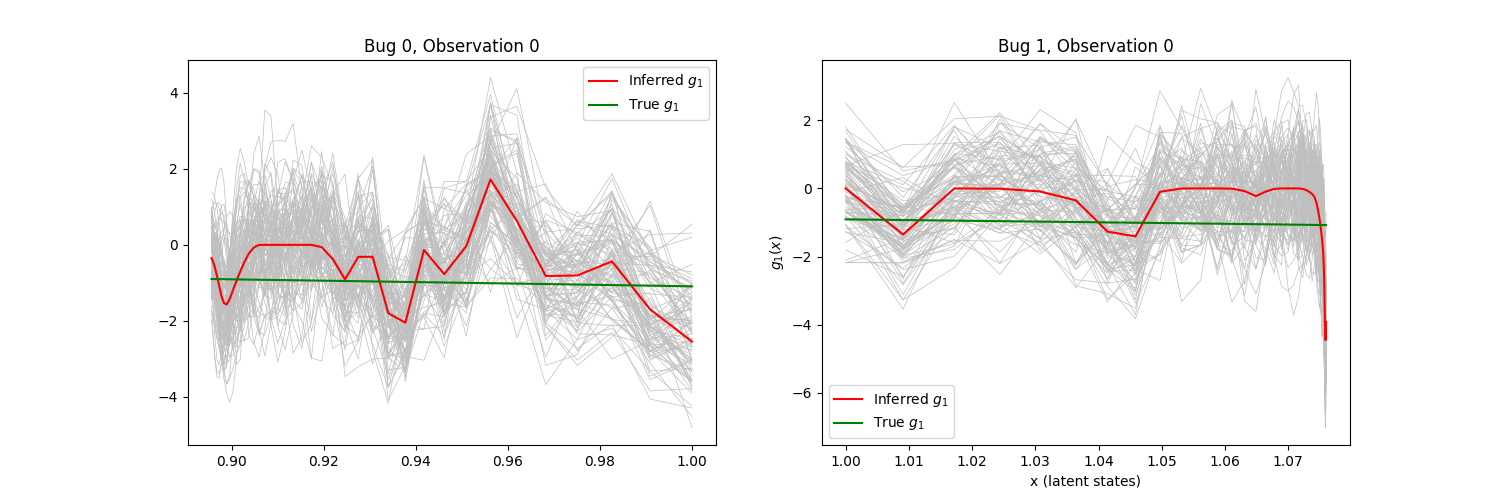 Bug 0, Observation 0
Inferred g₁
True g₁
4
2
0
−2
−4
0.90 0.92 0.94 0.96 0.98 1.00
Bug 1, Observation 0
2
0
−2
−4
−6
g₁(x)
Inferred g₁
True g₁
1.00 1.01 1.02 1.03 1.04 1.05 1.06 1.07
x (latent states)